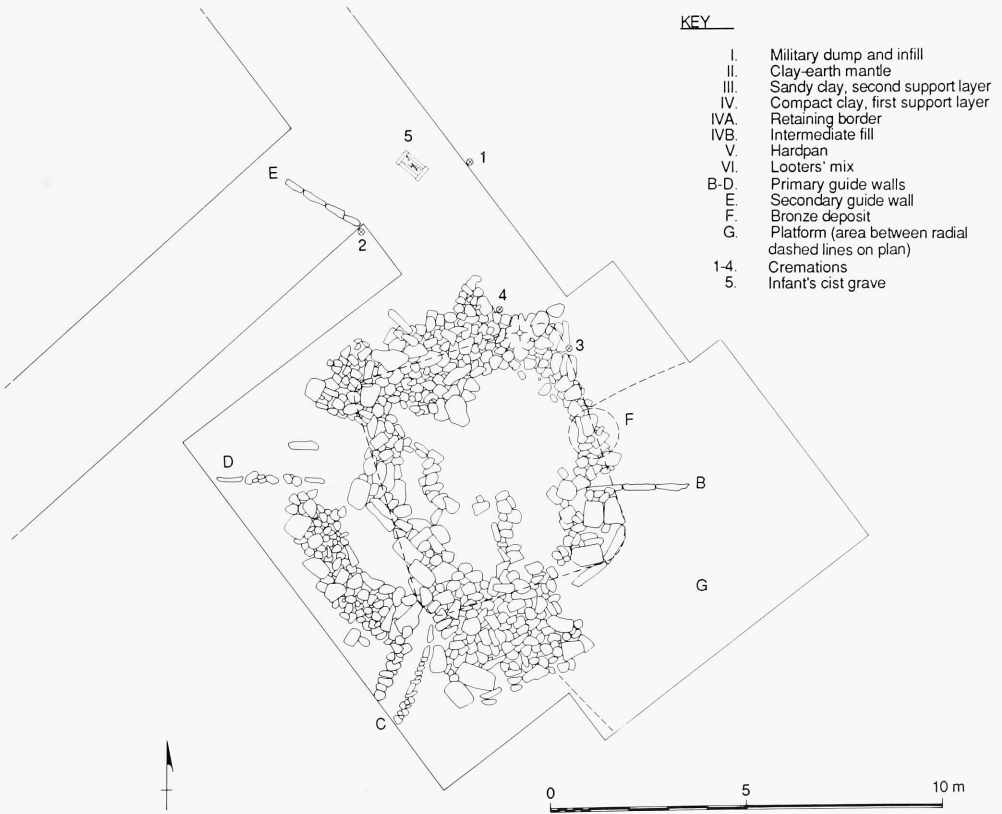 KEY
I. Military dump and infill
II. Clay-earth mantle
III. Sandy clay, second support layer
IV. Compact clay, first support layer
IVA. Retaining border
IVB. Intermediate fill
V. Hardpan
VI. Looters' mix
B-D. Primary guide walls
E. Secondary guide wall
F. Bronze deposit
G. Platform (area between radial
dashed lines on plan)
1-4. Cremations
5. Infant's cist grave
5
1
E
2
4
3
F
D
B
G
C
0 5 10 m